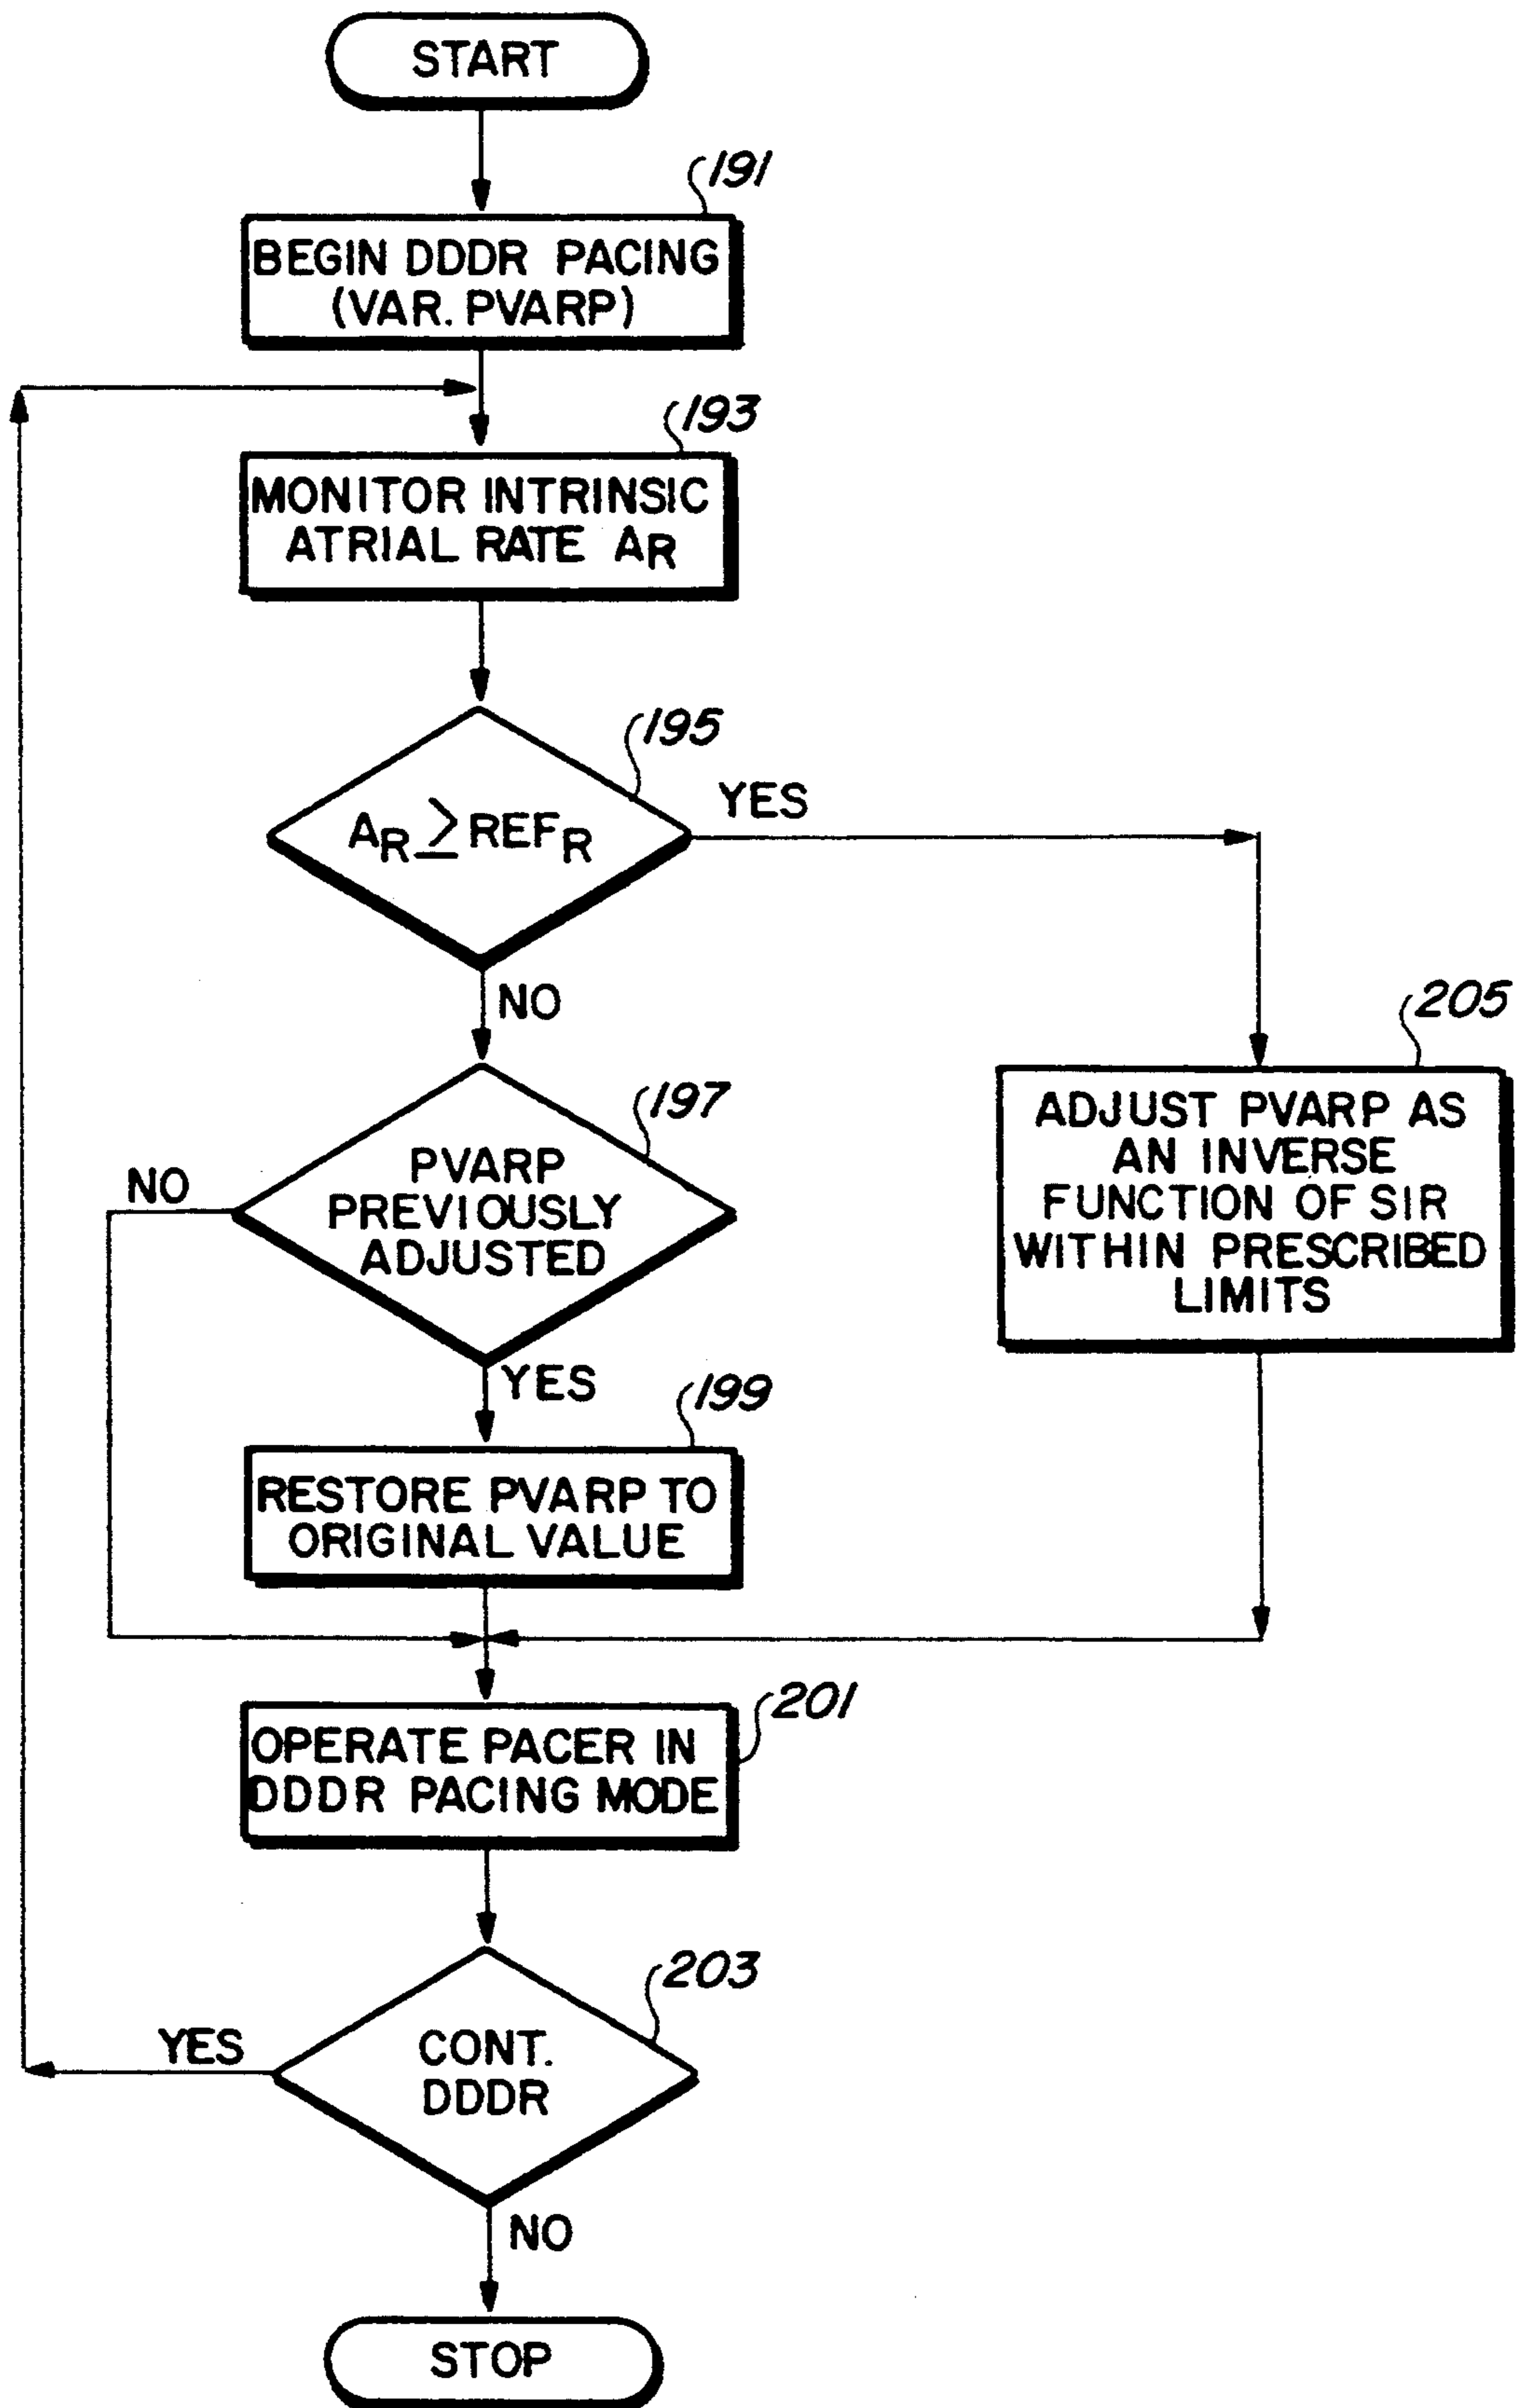 START
191
BEGIN DDDR PACING
(VAR. PVARP)
193
MONITOR INTRINSIC
ATRIAL RATE AR
195
AR ≥ REFR
YES
NO
205
ADJUST PVARP AS
AN INVERSE
FUNCTION OF SIR
WITHIN PRESCRIBED
LIMITS
197
PVARP
PREVIOUSLY
ADJUSTED
NO
YES
199
RESTORE PVARP TO
ORIGINAL VALUE
201
OPERATE PACER IN
DDDR PACING MODE
203
CONT.
DDDR
YES
NO
STOP